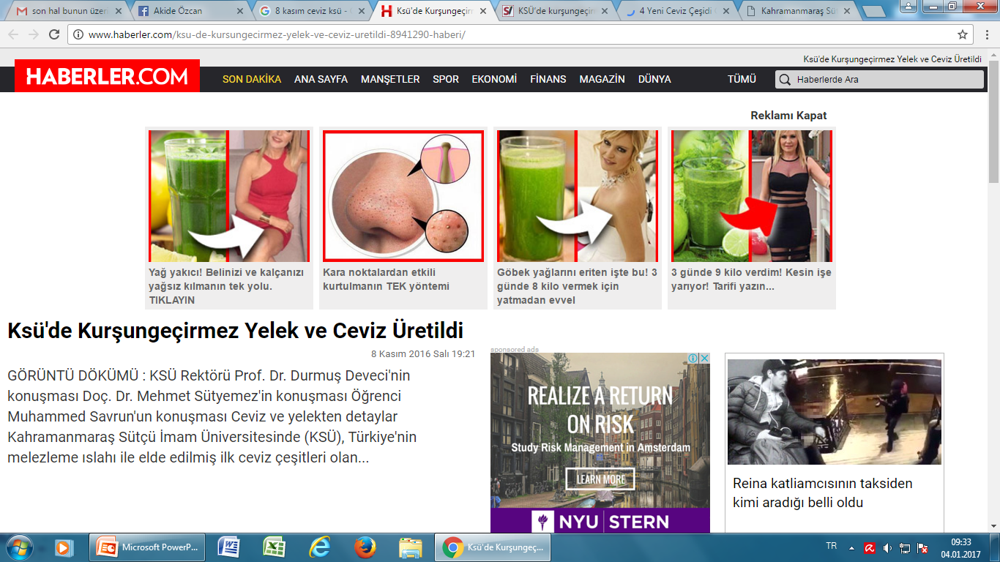 son hal bunun üzeri
Akide Özcan
8 kasım ceviz ksü -
Ksü'de Kurşungeçirm
KSÜ'de kurşungeçirm
4 Yeni Ceviz Çeşidi
Kahramanmaraş Süt
www.haberler.com/ksu-de-kursungecirmez-yelek-ve-ceviz-uretildi-8941290-haberi/
Ksü'de Kurşungeçirmez Yelek ve Ceviz Üretildi
HABERLER.COM
SON DAKİKA ANA SAYFA MANŞETLER SPOR EKONOMİ FİNANS MAGAZİN DÜNYA TÜMÜ Haberlerde Ara
Reklamı Kapat
Yağ yakıcı! Belinizi ve kalçanızı
yağsız kılmanın tek yolu.
TIKLAYIN
Kara noktalardan etkili
kurtulmanın TEK yöntemi
Göbek yağlarını eriten işte bu! 3
günde 8 kilo vermek için
yatmadan evvel
3 günde 9 kilo verdim! Kesin işe
yarıyor! Tarifi yazın...
Ksü'de Kurşungeçirmez Yelek ve Ceviz Üretildi
8 Kasım 2016 Salı 19:21
GÖRÜNTÜ DÖKÜMÜ : KSÜ Rektörü Prof. Dr. Durmuş Deveci'nin
konuşması Doç. Dr. Mehmet Sütyemez'in konuşması Öğrenci
Muhammed Savrun'un konuşması Ceviz ve yelekten detaylar
Kahramanmaraş Sütçü İmam Üniversitesinde (KSÜ), Türkiye'nin
melezleme ıslahı ile elde edilmiş ilk ceviz çeşitleri olan...
sponsored ads
REALIZE A RETURN
ON RISK
Study Risk Management in Amsterdam
LEARN MORE
NYU STERN
Reina katliamcısının taksiden
kimi aradığı belli oldu
Microsoft PowerP...
Ksü'de Kurşungeç...
TR
09:33
04.01.2017